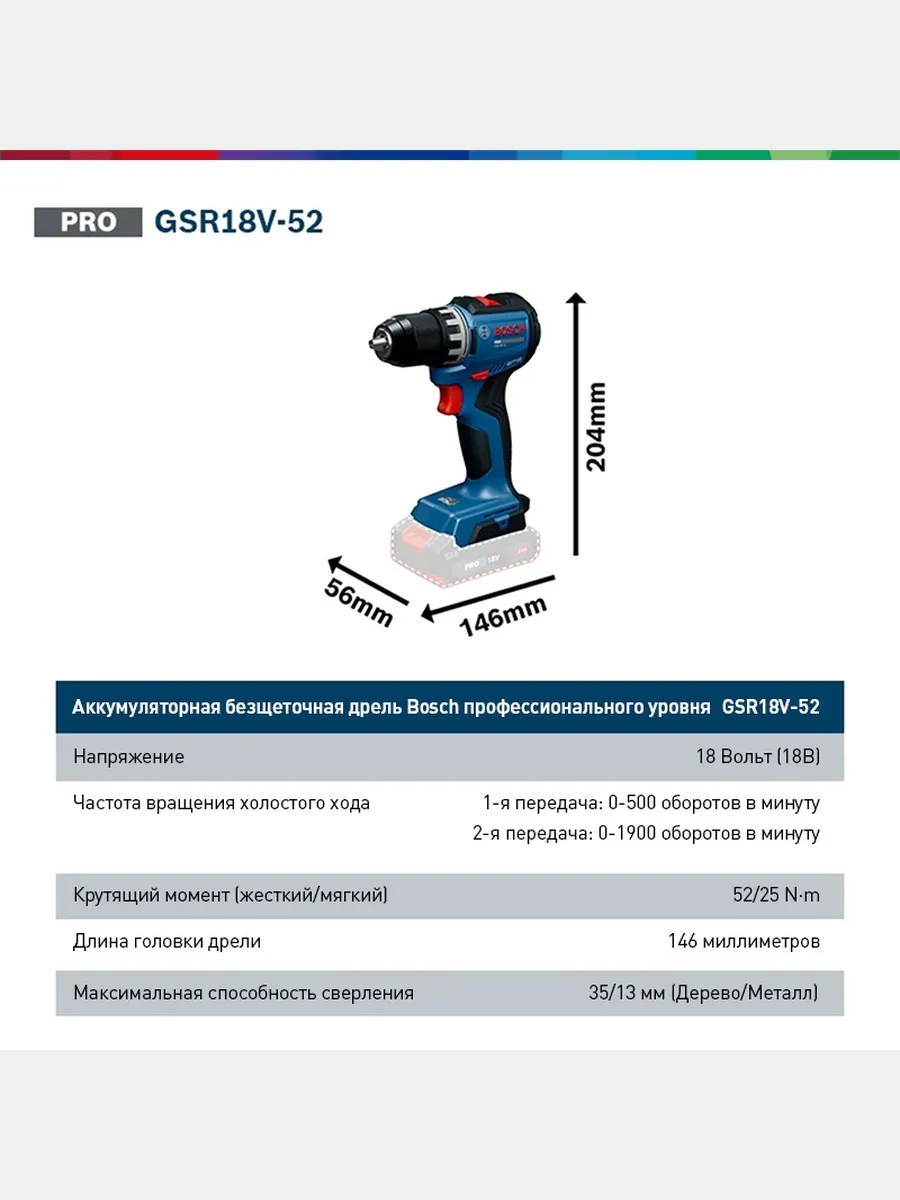 PRO GSR18V-52
BOSCH
204mm
PRO 18V
56mm
146mm
Аккумуляторная безщеточная дрель Bosch профессионального уровня GSR18V-52
Напряжение 18 Вольт (18В)
Частота вращения холостого хода 1-я передача: 0-500 оборотов в минуту
2-я передача: 0-1900 оборотов в минуту
Крутящий момент (жесткий/мягкий) 52/25 N·m
Длина головки дрели 146 миллиметров
Максимальная способность сверления 35/13 мм (Дерево/Металл)